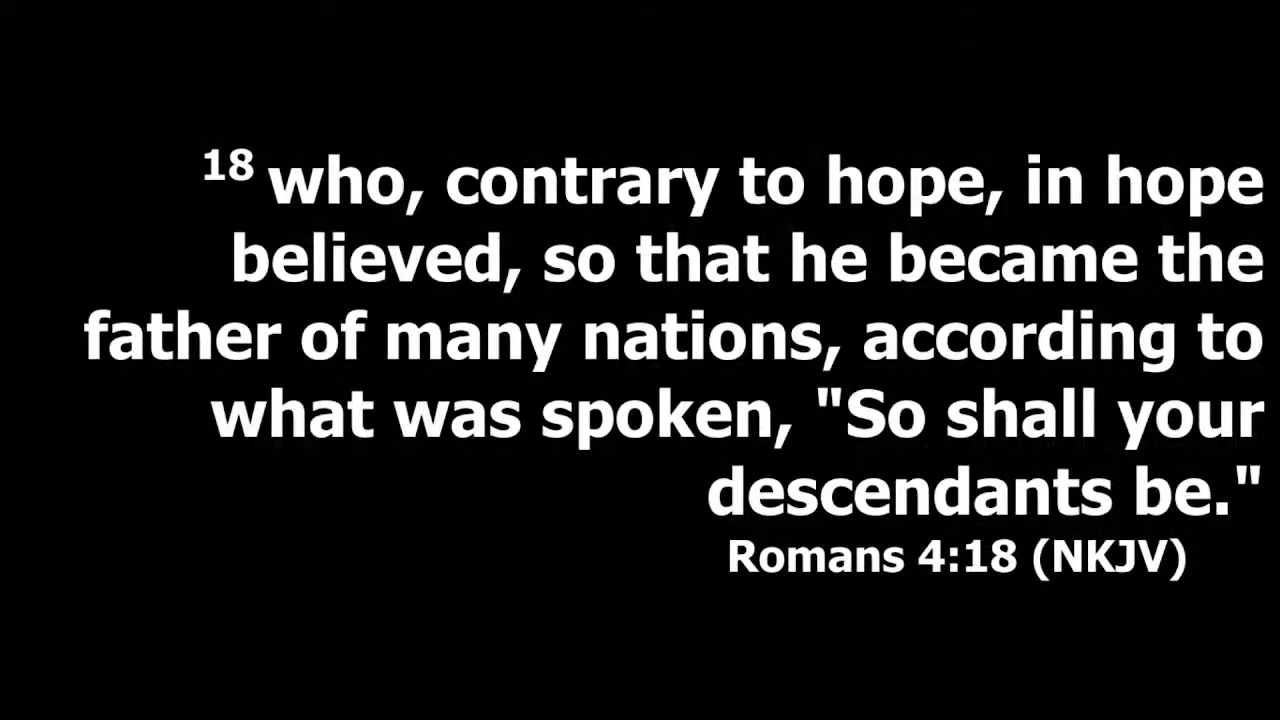 18 who, contrary to hope, in hope
believed, so that he became the
father of many nations, according to
what was spoken, "So shall your
descendants be."
Romans 4:18 (NKJV)